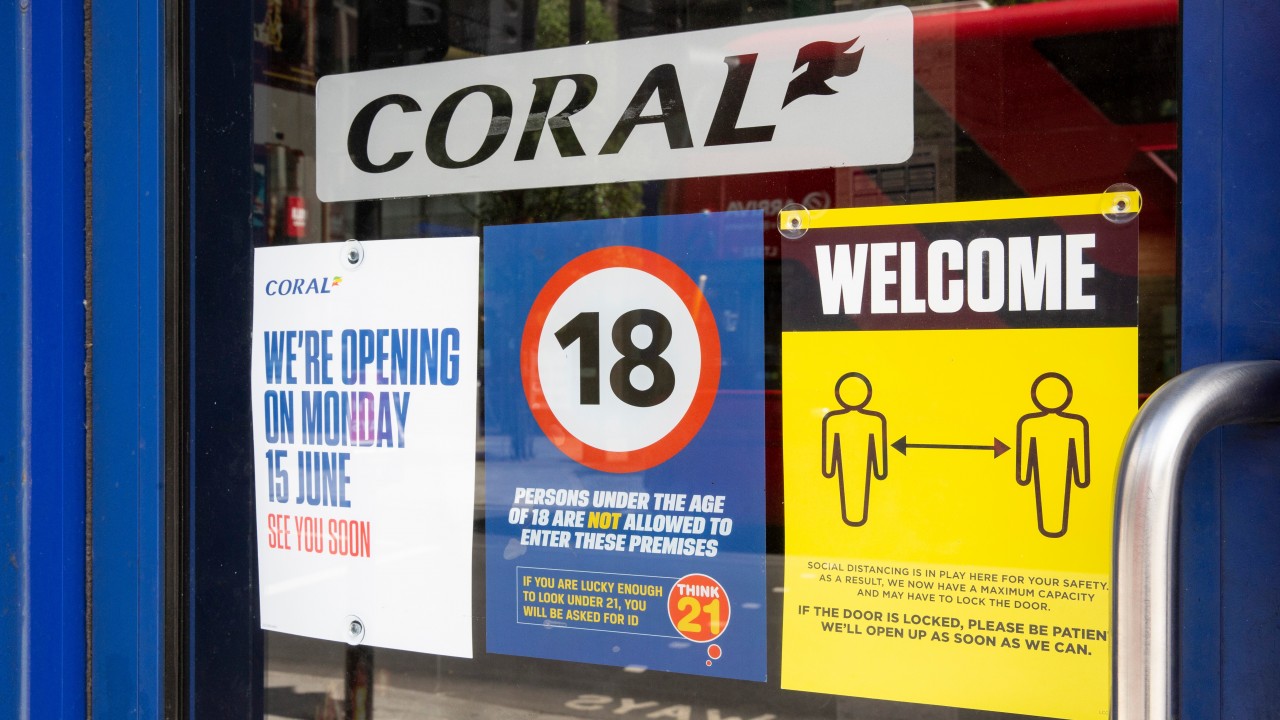 CORAL
CORAL
WE'RE OPENING
ON MONDAY
15 JUNE
SEE YOU SOON
18
PERSONS UNDER THE AGE
OF 18 ARE NOT ALLOWED TO
ENTER THESE PREMISES
IF YOU ARE LUCKY ENOUGH
TO LOOK UNDER 21, YOU
WILL BE ASKED FOR ID
THINK
21
WELCOME
SOCIAL DISTANCING IS IN PLAY HERE FOR YOUR SAFETY.
AS A RESULT, WE NOW HAVE A MAXIMUM CAPACITY
AND MAY HAVE TO LOCK THE DOOR.
IF THE DOOR IS LOCKED, PLEASE BE PATIEN
WE'LL OPEN UP AS SOON AS WE CAN.
ARRIVA